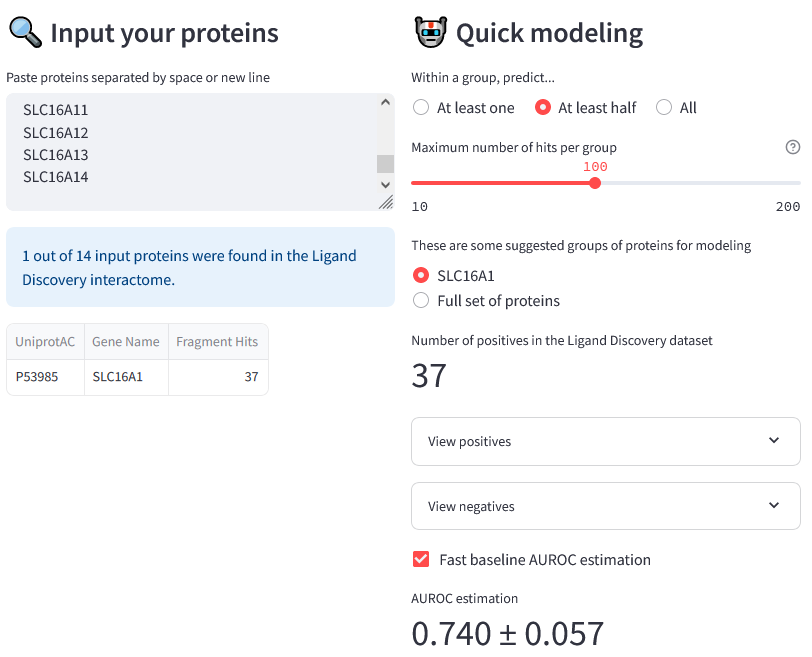 Input your proteins
Paste proteins separated by space or new line
SLC16A11
SLC16A12
SLC16A13
SLC16A14
1 out of 14 input proteins were found in the Ligand
Discovery interactome.
UniprotAC Gene Name Fragment Hits
P53985 SLC16A1 37
Quick modeling
Within a group, predict...
At least one At least half All
Maximum number of hits per group
100
10 200
These are some suggested groups of proteins for modeling
SLC16A1
Full set of proteins
Number of positives in the Ligand Discovery dataset
37
View positives
View negatives
Fast baseline AUROC estimation
AUROC estimation
0.740 ± 0.057